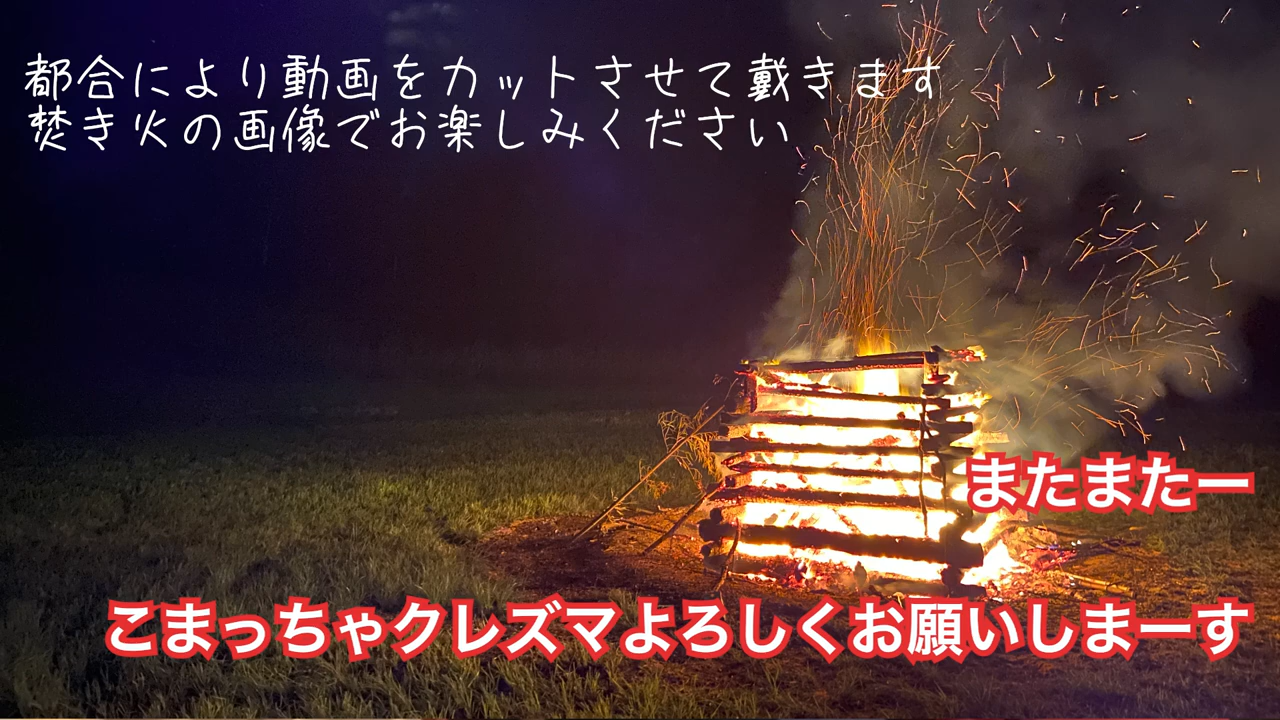 都合により動画をカットさせて戴きます
焚き火の画像でお楽しみください
またまたー
こまっちゃクレズマよろしくお願いしまーす